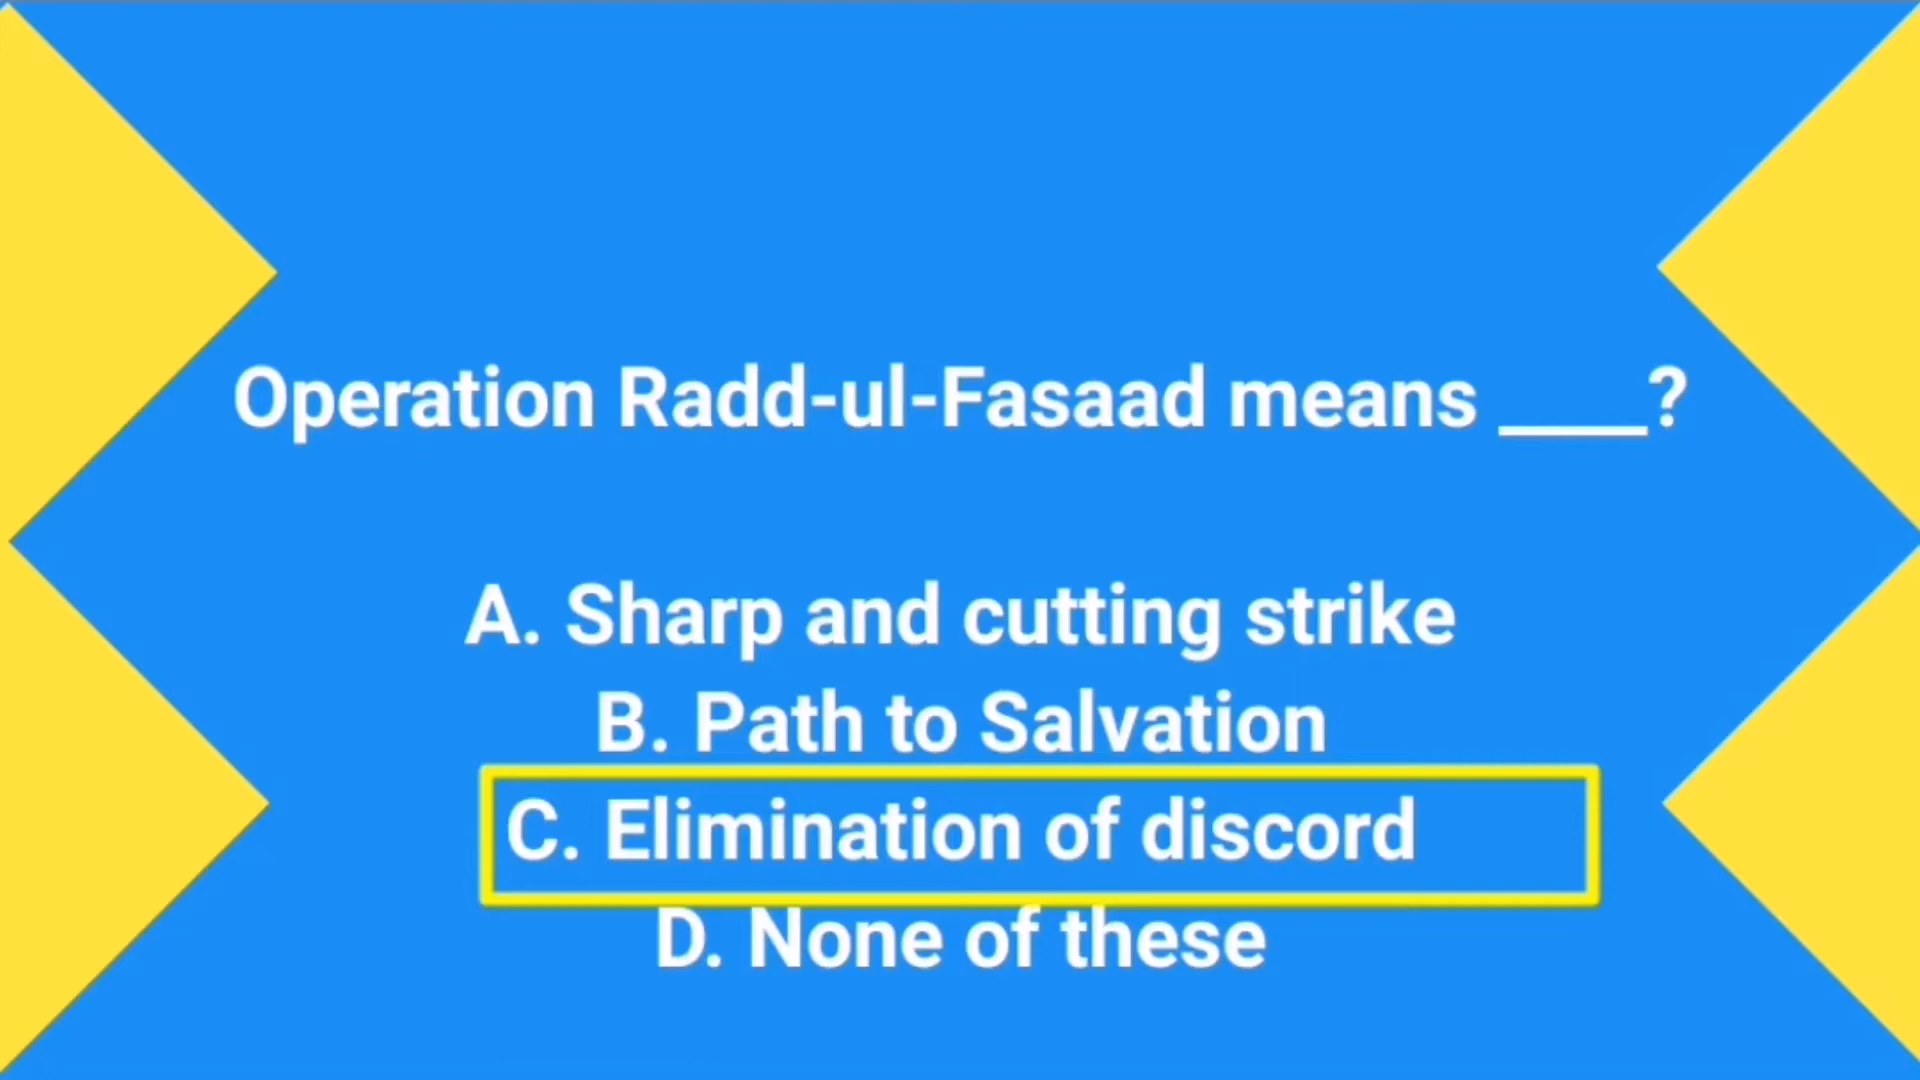 Operation Radd-ul-Fasaad means ____?
A. Sharp and cutting strike
B. Path to Salvation
C. Elimination of discord
D. None of these